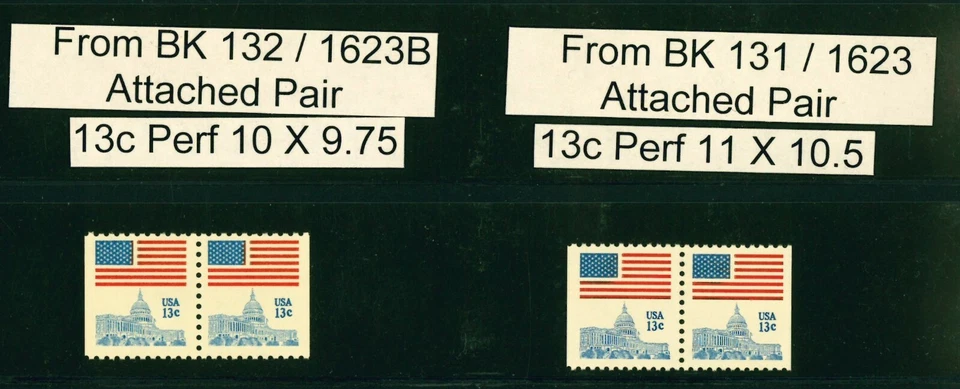 From BK 132 / 1623B
Attached Pair
13c Perf 10 X 9.75
From BK 131 / 1623
Attached Pair
13c Perf 11 X 10.5
USA
13c
USA
13c
USA
13c
USA
13c